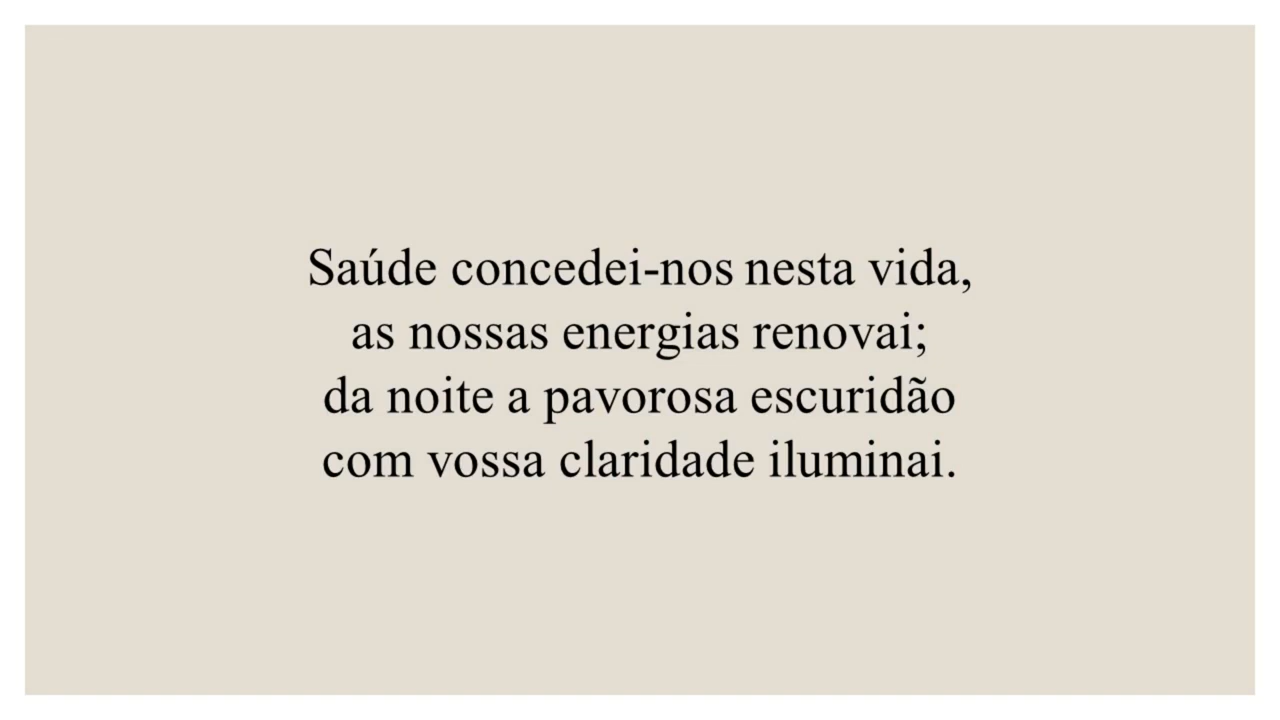 Saúde concedei-nos nesta vida,
as nossas energias renovai;
da noite a pavorosa escuridão
com vossa claridade iluminai.